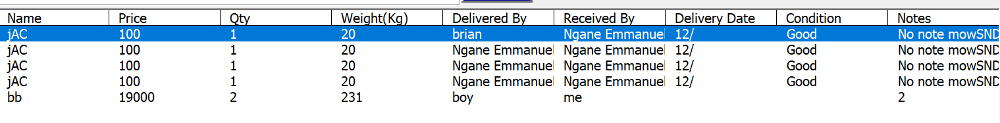 Name Price Qty Weight(Kg) Delivered By Received By Delivery Date Condition Notes
jAC 100 1 20 brian Ngane Emmanuel 12/ Good No note mowSND
jAC 100 1 20 Ngane Emmanuel Ngane Emmanuel 12/ Good No note mowSND
jAC 100 1 20 Ngane Emmanuel Ngane Emmanuel 12/ Good No note mowSND
jAC 100 1 20 Ngane Emmanuel Ngane Emmanuel 12/ Good No note mowSND
bb 19000 2 231 boy me 2